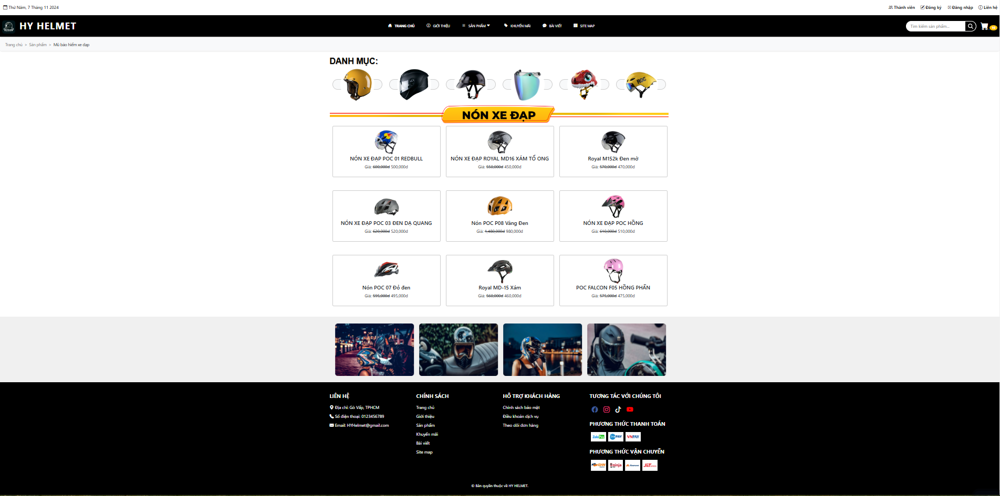 Thứ Năm, 7 Tháng 11 2024
Thành viên Đăng ký Đăng nhập Liên hệ
HY HELMET
TRANG CHỦ GIỚI THIỆU SẢN PHẨM KHUYẾN MÃI BÀI VIẾT SITE MAP
Tìm kiếm sản phẩm...
10
Trang chủ > Sản phẩm > Mũ bảo hiểm xe đạp
DANH MỤC:
ROC
NÓN XE ĐẠP
NÓN XE ĐẠP POC 01 REDBULL
Giá: 600,000đ 500,000đ
NÓN XE ĐẠP ROYAL MD16 XÁM TỔ ONG
Giá: 550,000đ 450,000đ
Royal M152k Đen mờ
Giá: 570,000đ 470,000đ
NÓN XE ĐẠP POC 03 ĐEN DẠ QUANG
Giá: 620,000đ 520,000đ
Nón POC P08 Vàng Đen
Giá: 1,480,000đ 980,000đ
NÓN XE ĐẠP POC HỒNG
Giá: 610,000đ 510,000đ
Nón POC 07 Đỏ đen
Giá: 595,000đ 495,000đ
Royal MD-15 Xám
Giá: 560,000đ 460,000đ
POC FALCON F05 HỒNG PHẤN
Giá: 575,000đ 475,000đ
LIÊN HỆ
Địa chỉ: Gò Vấp, TPHCM
Số điện thoại: 0123456789
Email: HYHelmet@gmail.com
CHÍNH SÁCH
Trang chủ
Giới thiệu
Sản phẩm
Khuyến mãi
Bài viết
Site map
HỖ TRỢ KHÁCH HÀNG
Chính sách bảo mật
Điều khoản dịch vụ
Theo dõi đơn hàng
TƯƠNG TÁC VỚI CHÚNG TÔI
PHƯƠNG THỨC THANH TOÁN
ZaloPay PAY VNPAY
PHƯƠNG THỨC VẬN CHUYỂN
GHN ninja Ahamove J&T
© Bản quyền thuộc về HY HELMET.